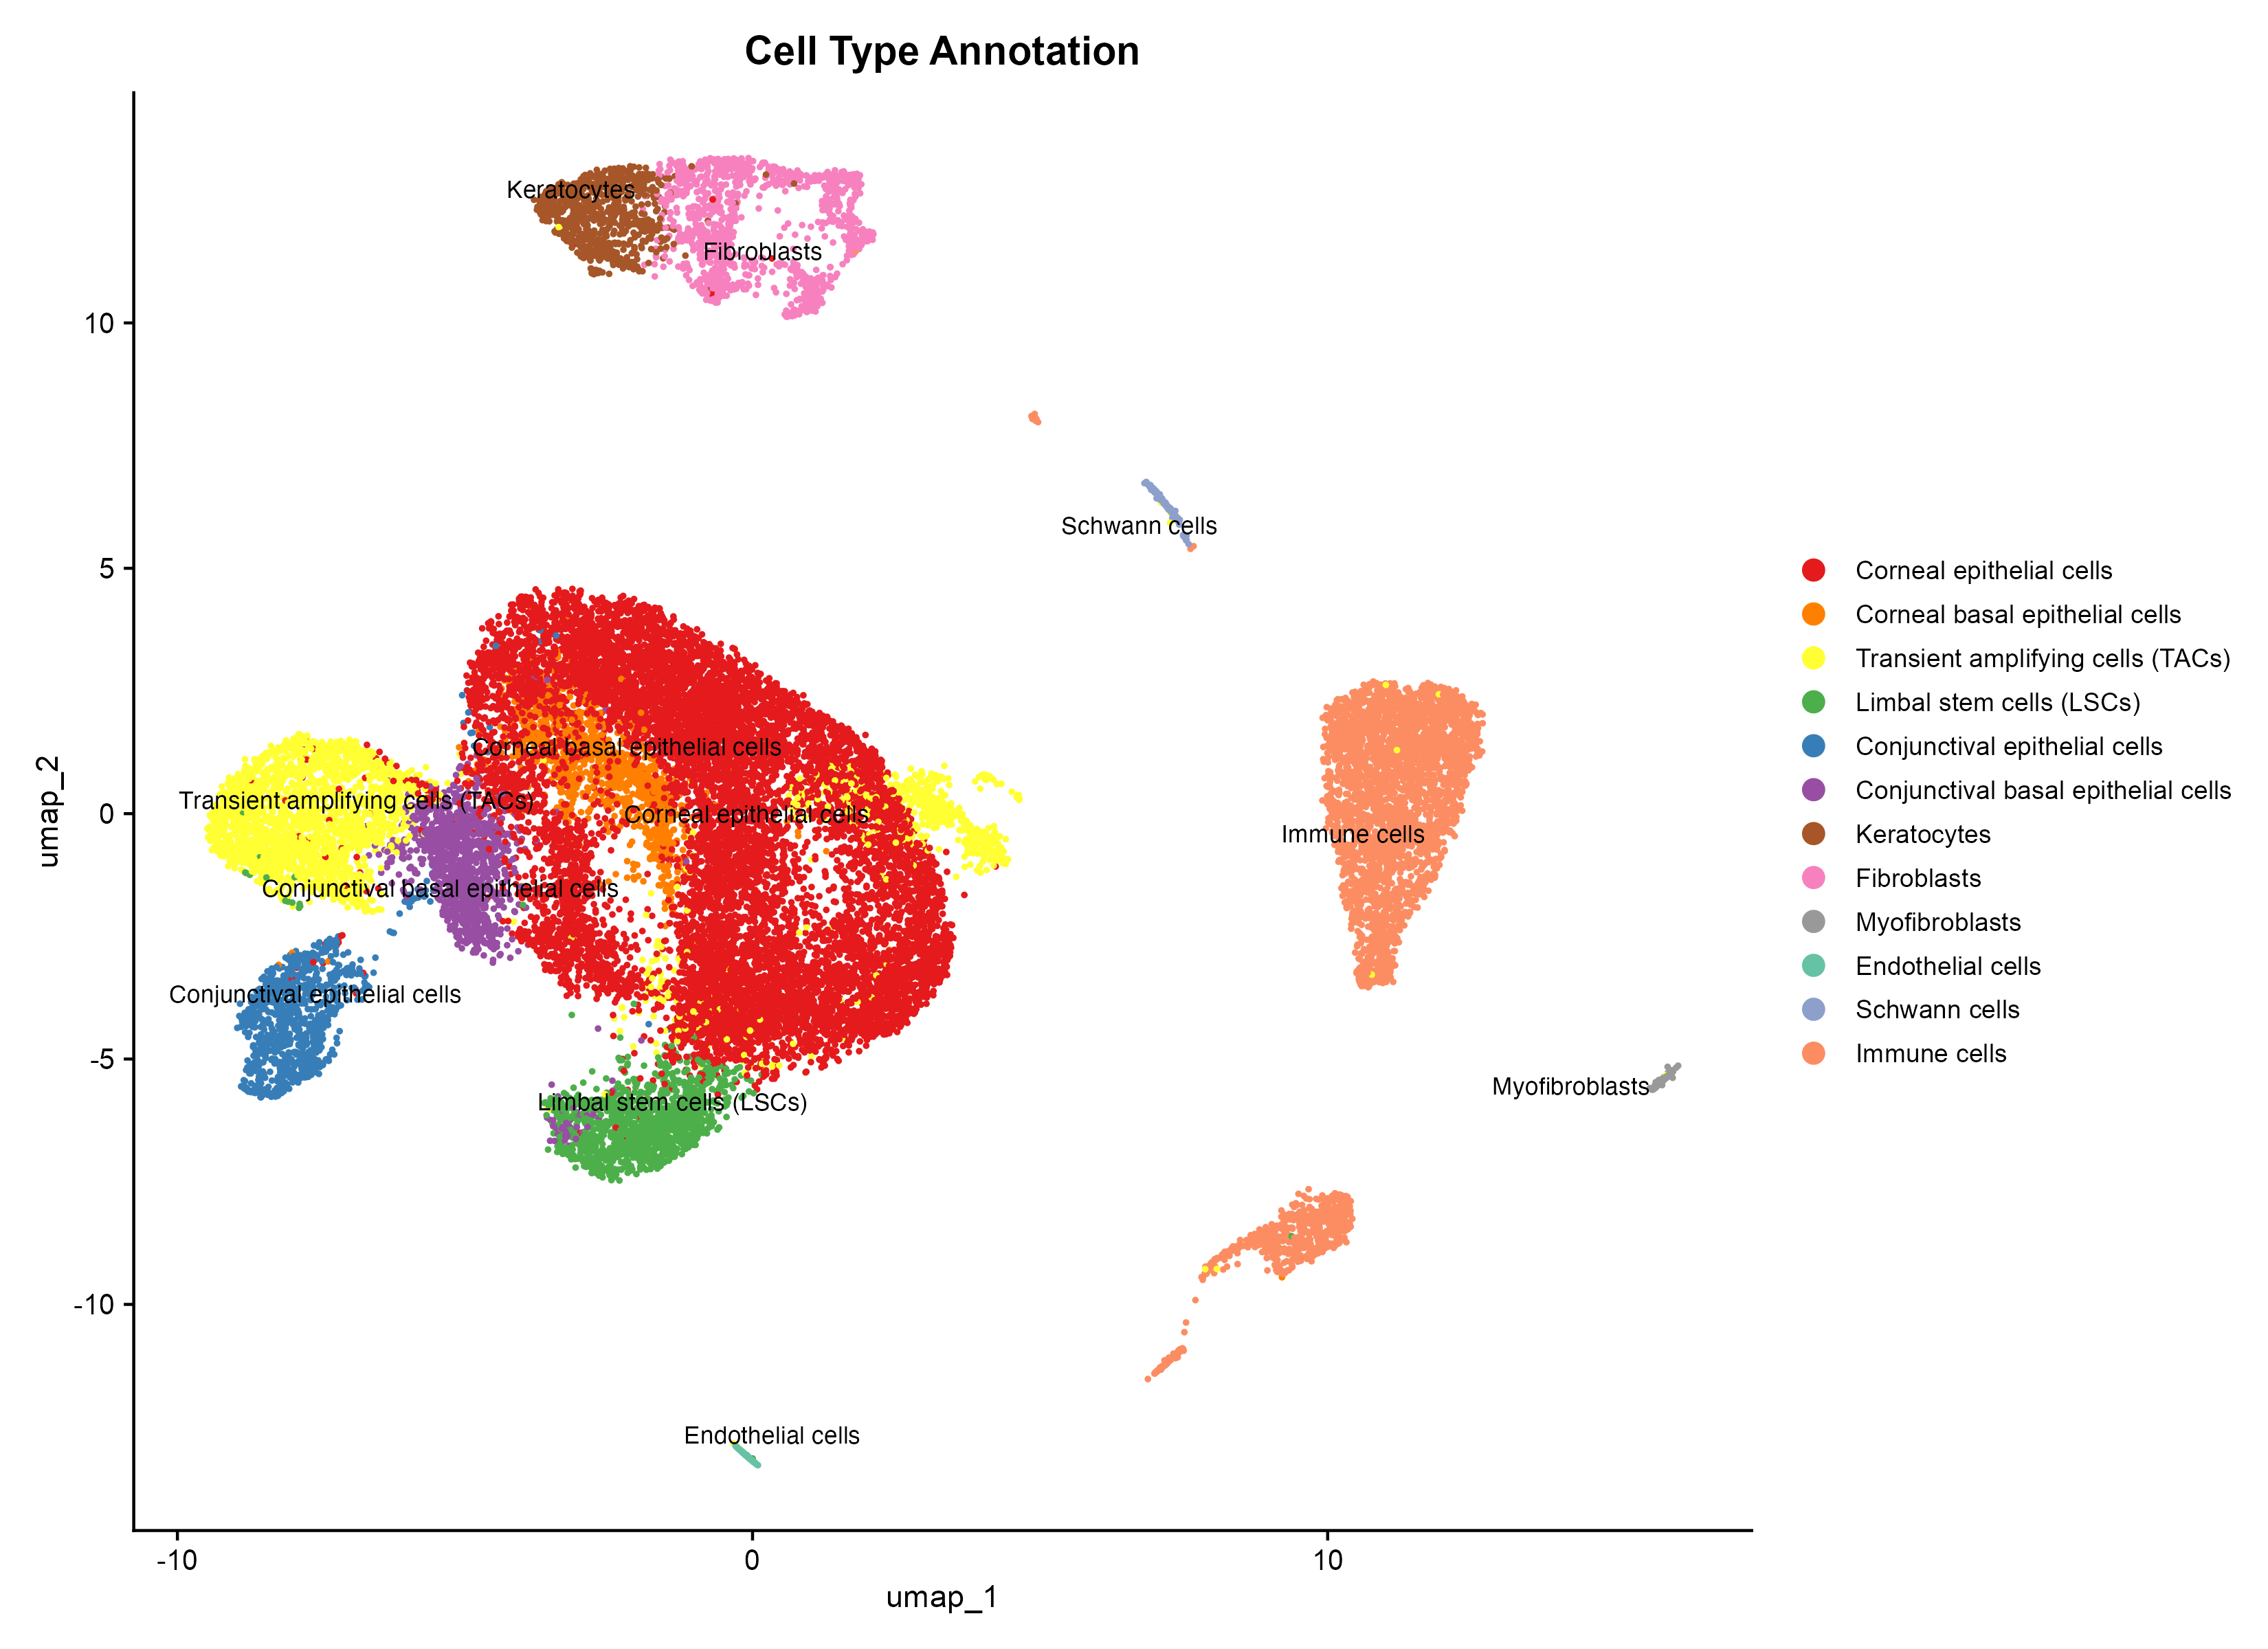 Cell Type Annotation
Keratocytes
Fibroblasts
10
Schwann cells
5
Corneal epithelial cells
Corneal basal epithelial cells
Transient amplifying cells (TACs)
Limbal stem cells (LSCs)
Conjunctival epithelial cells
Conjunctival basal epithelial cells
Keratocytes
Fibroblasts
Myofibroblasts
Endothelial cells
Schwann cells
Immune cells
Corneal basal epithelial cells
Transient amplifying cells (TACs)
Corneal epithelial cells
0
Immune cells
umap_2
Conjunctival basal epithelial cells
Conjunctival epithelial cells
-5
Myofibroblasts
Limbal stem cells (LSCs)
-10
Endothelial cells
-10
0
10
umap_1